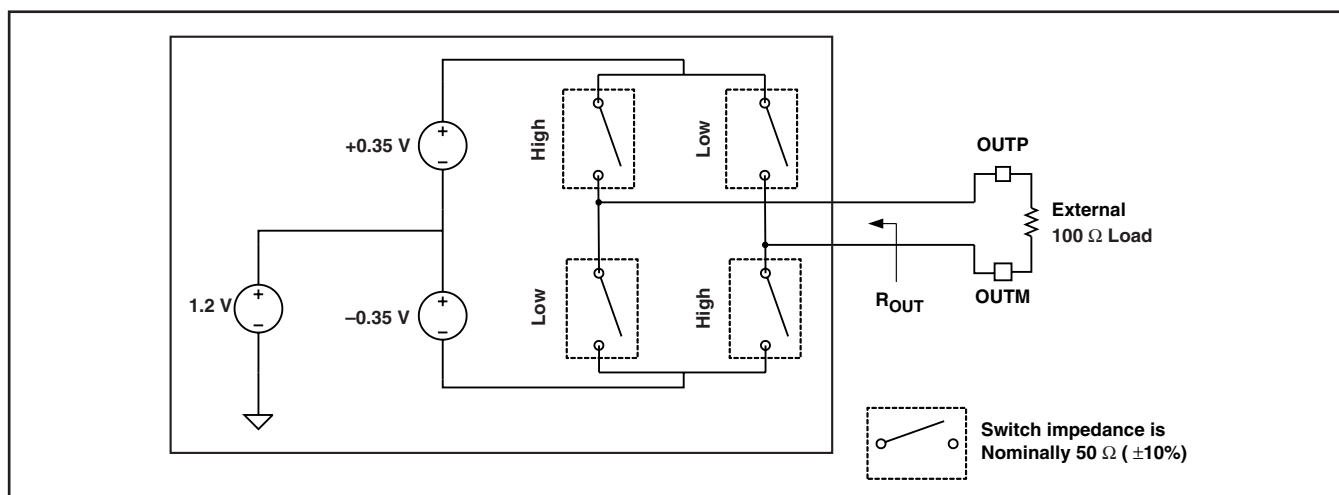 +0.35 V
High
Low
OUTP
External
100 Ω Load
1.2 V
–0.35 V
Low
High
R_OUT
OUTM
Switch impedance is
Nominally 50 Ω ( ±10%)
+
–
+
–
+
–